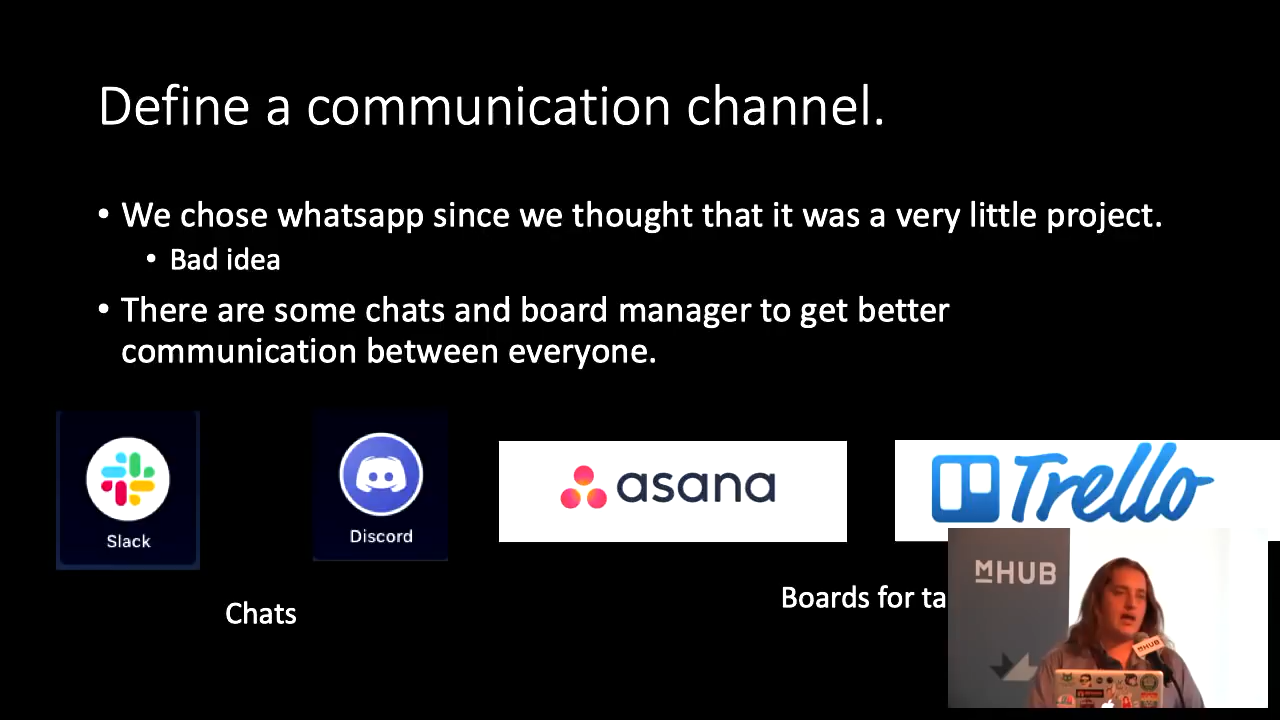 Define a communication channel.
• We chose whatsapp since we thought that it was a very little project.
• Bad idea
• There are some chats and board manager to get better
communication between everyone.
Slack
Discord
asana
Trello
Chats
Boards for ta
MHUB
MHUB